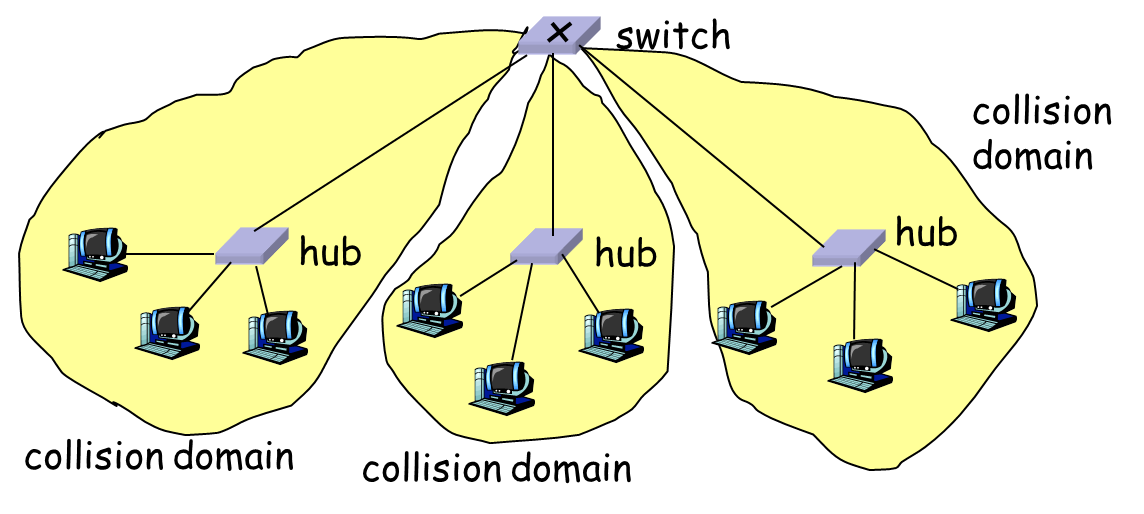 switch
collision
domain
hub
hub
hub
collision domain
collision domain